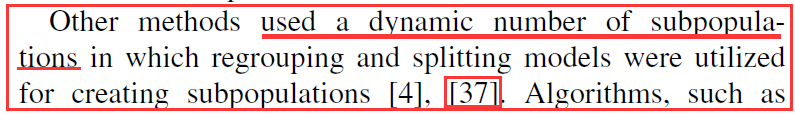 Other methods used a dynamic number of subpopula-
tions in which regrouping and splitting models were utilized
for creating subpopulations [4], [37]. Algorithms, such as